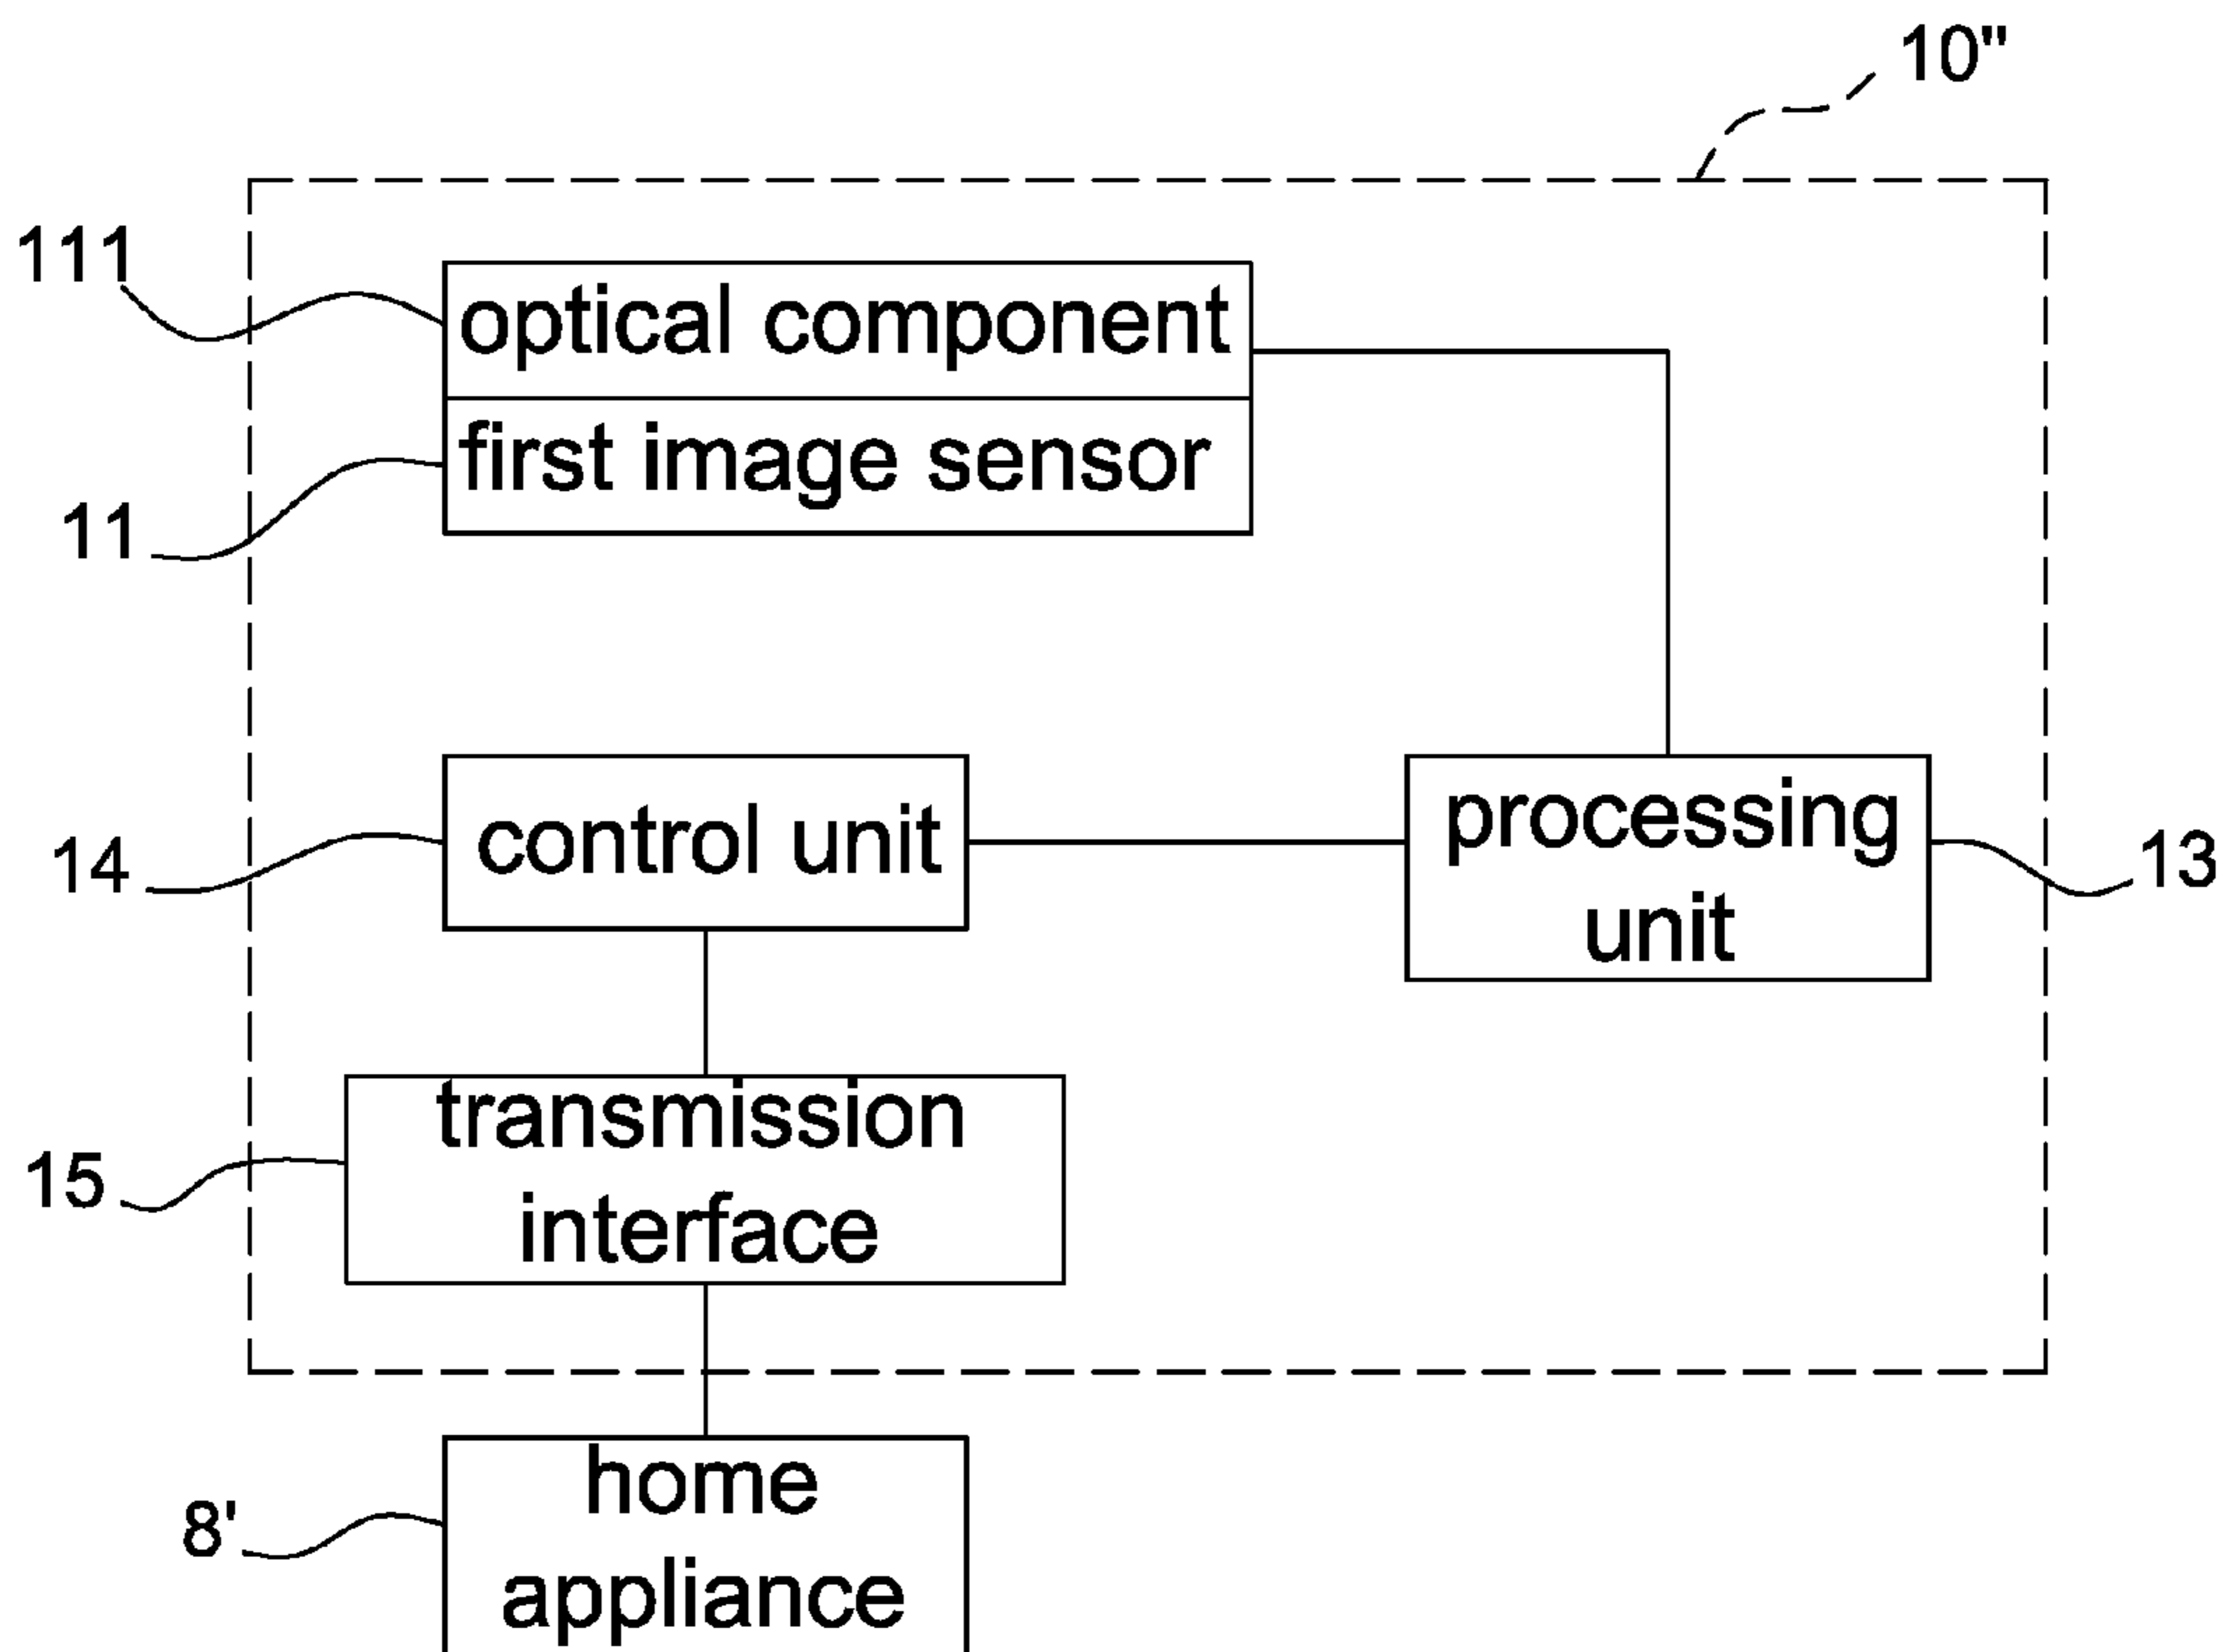 10"
111
optical component
first image sensor
11
14
control unit
processing
unit
13
transmission
interface
15
home
appliance
8'